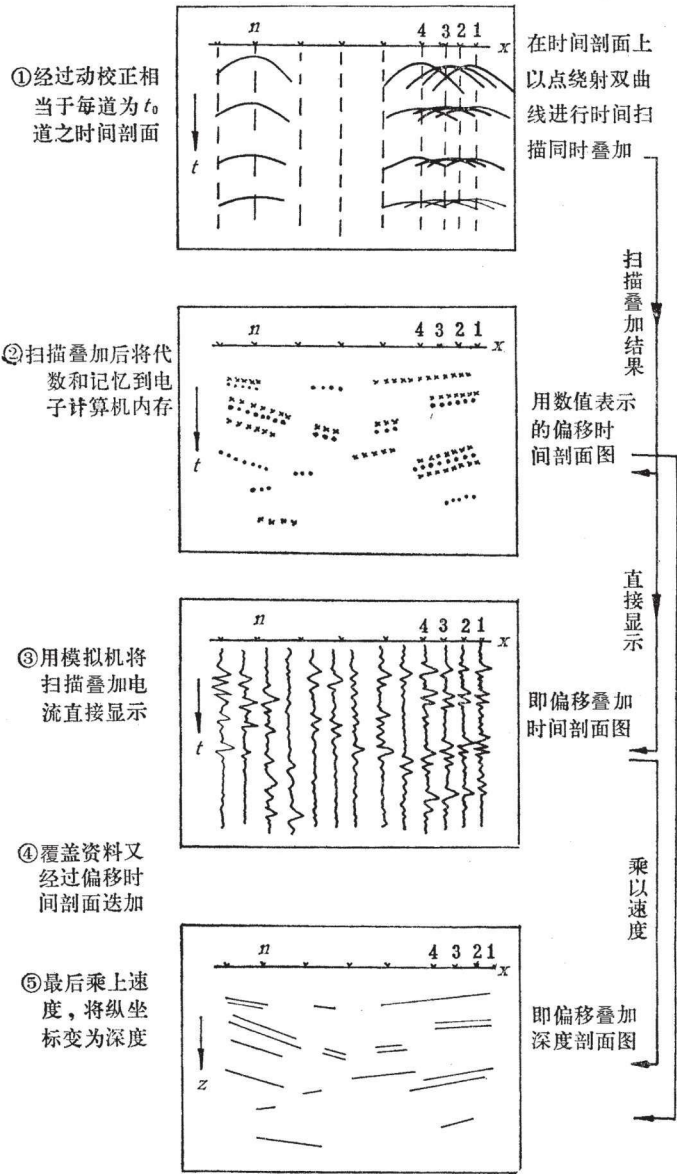 n 4 3 2 1 x
①经过动校正相
当于每道为t₀
道之时间剖面
t
在时间剖面上
以点绕射双曲
线进行时间扫
描同时叠加
扫描叠加结果
n 4 3 2 1 x
②扫描叠加后将代
数和记忆到电
子计算机内存
t
用数值表示
的偏移时
间剖面图
直接显示
n 4 3 2 1 x
③用模拟机将
扫描叠加电
流直接显示
t
即偏移叠加
时间剖面图
④覆盖资料又
经过偏移时
间剖面迭加
乘以速度
n 4 3 2 1 x
⑤最后乘上速
度，将纵坐
标变为深度
z
即偏移叠加
深度剖面图